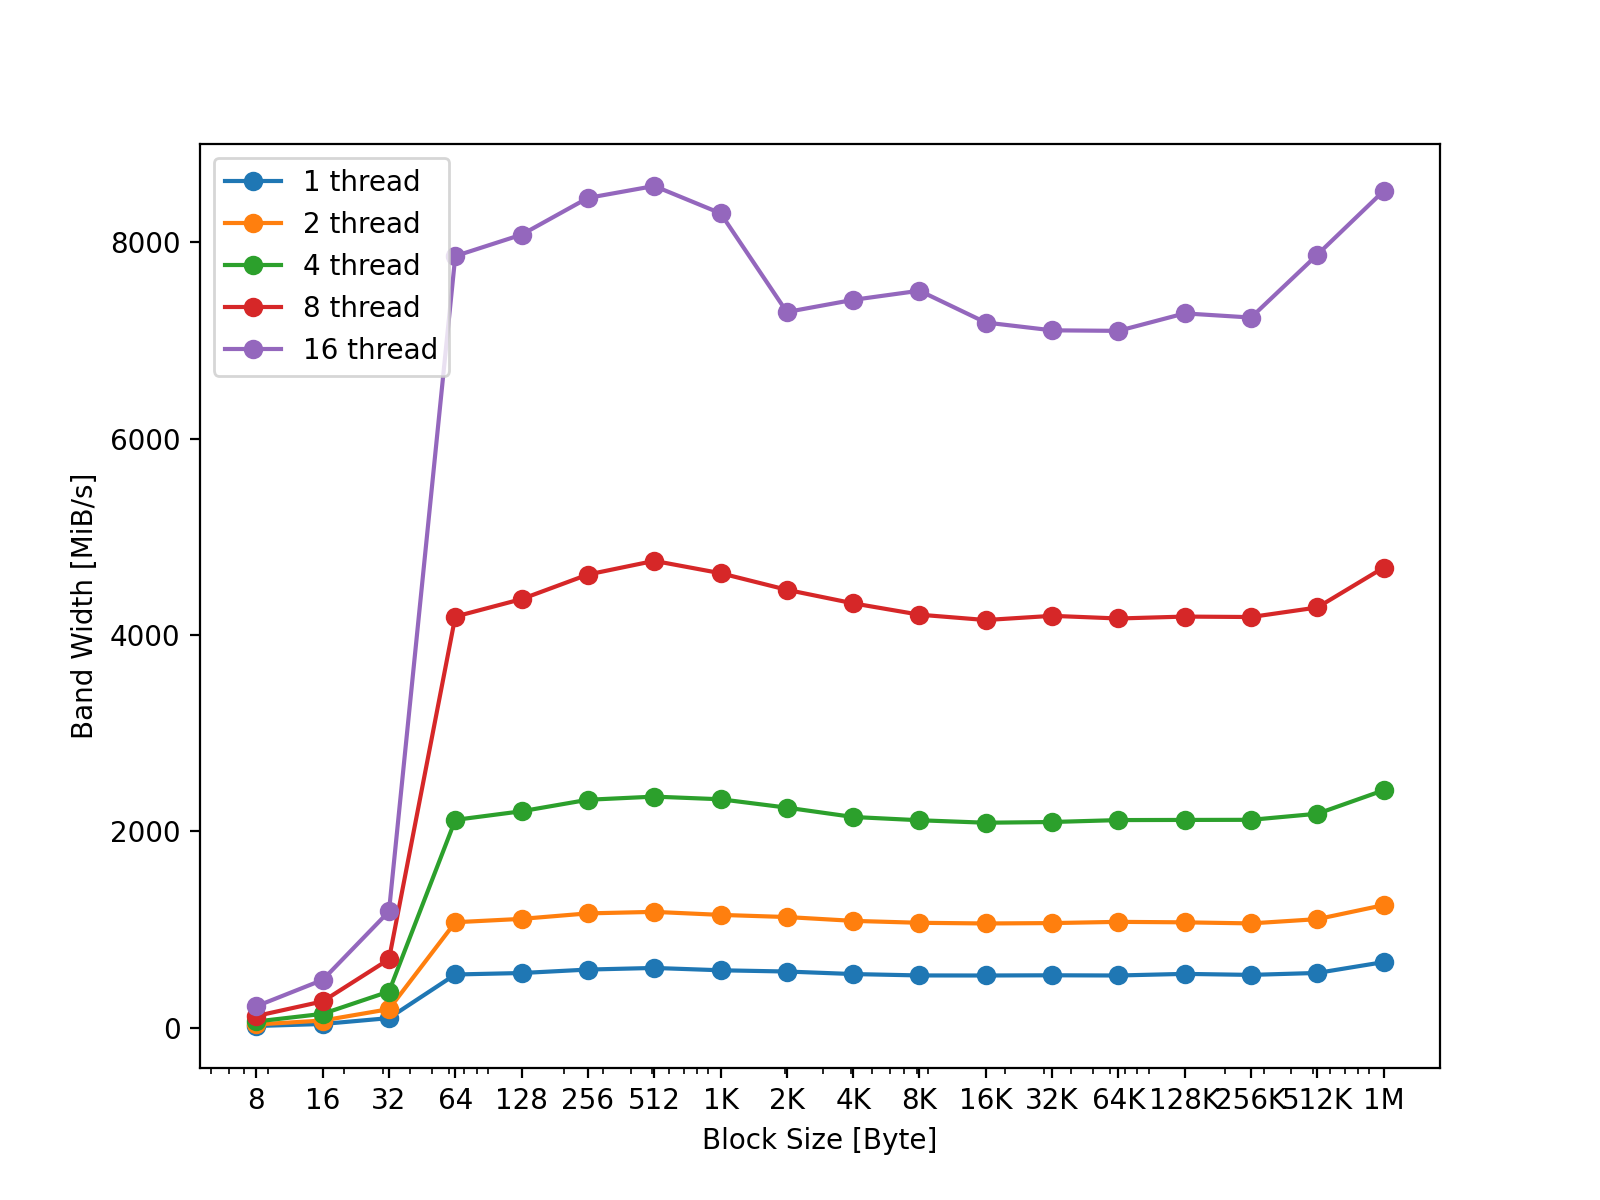 1 thread
2 thread
4 thread
8 thread
16 thread
8000
6000
4000
2000
0
Band Width [MiB/s]
8 16 32 64 128 256 512 1K 2K 4K 8K 16K 32K 64K 128K 256K 512K 1M
Block Size [Byte]